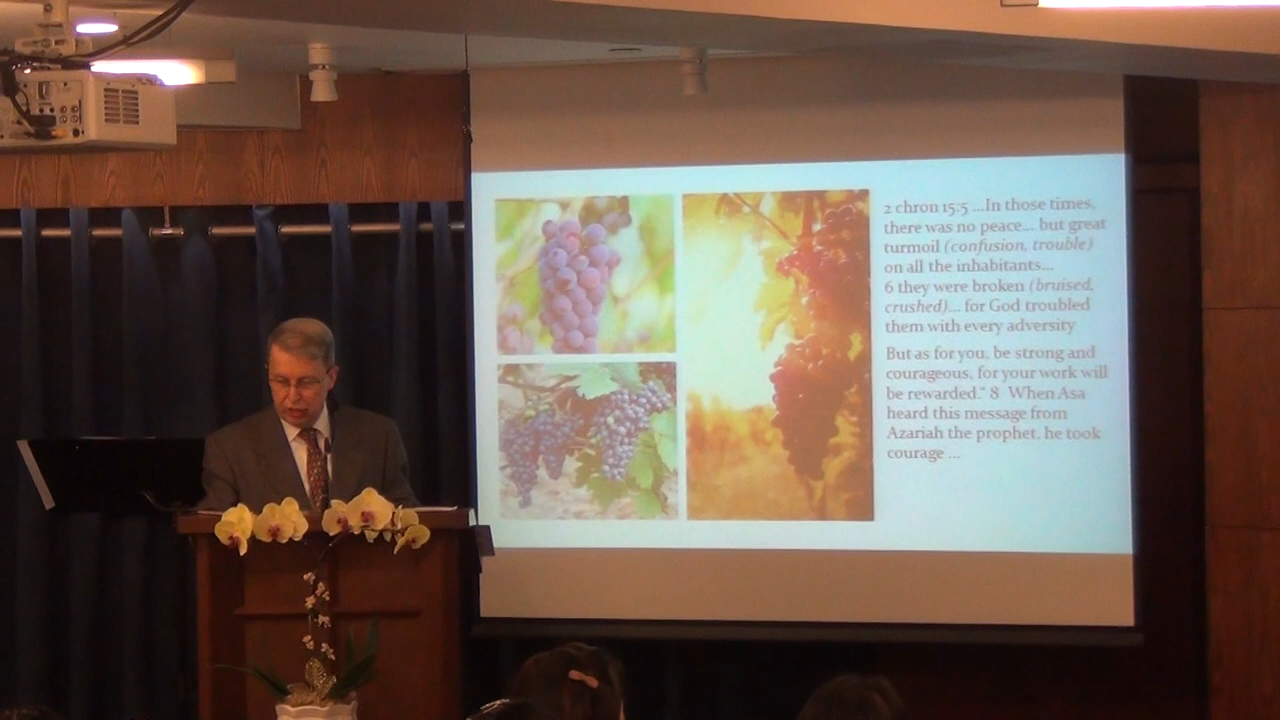 2 chron 15:5 ...In those times,
there was no peace... but great
turmoil (confusion, trouble)
on all the inhabitants...
6 they were broken (bruised,
crushed)... for God troubled
them with every adversity
But as for you, be strong and
courageous, for your work will
be rewarded." 8 When Asa
heard this message from
Azariah the prophet, he took
courage ...